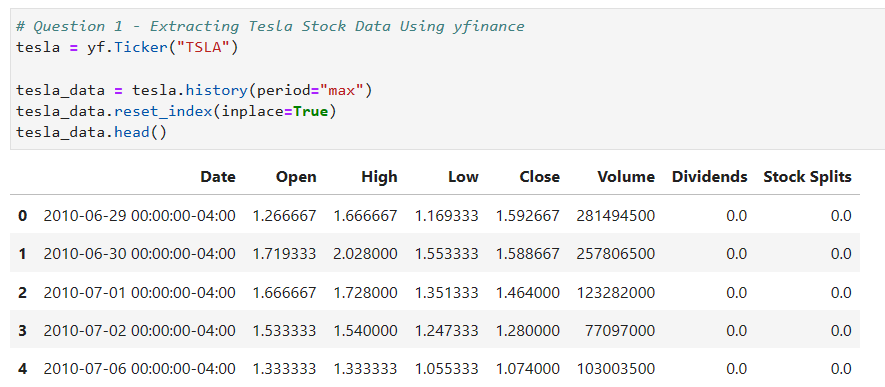 # Question 1 - Extracting Tesla Stock Data Using yfinance
tesla = yf.Ticker("TSLA")
tesla_data = tesla.history(period="max")
tesla_data.reset_index(inplace=True)
tesla_data.head()
Date Open High Low Close Volume Dividends Stock Splits
0 2010-06-29 00:00:00-04:00 1.266667 1.666667 1.169333 1.592667 281494500 0.0 0.0
1 2010-06-30 00:00:00-04:00 1.719333 2.028000 1.553333 1.588667 257806500 0.0 0.0
2 2010-07-01 00:00:00-04:00 1.666667 1.728000 1.351333 1.464000 123282000 0.0 0.0
3 2010-07-02 00:00:00-04:00 1.533333 1.540000 1.247333 1.280000 77097000 0.0 0.0
4 2010-07-06 00:00:00-04:00 1.333333 1.333333 1.055333 1.074000 103003500 0.0 0.0